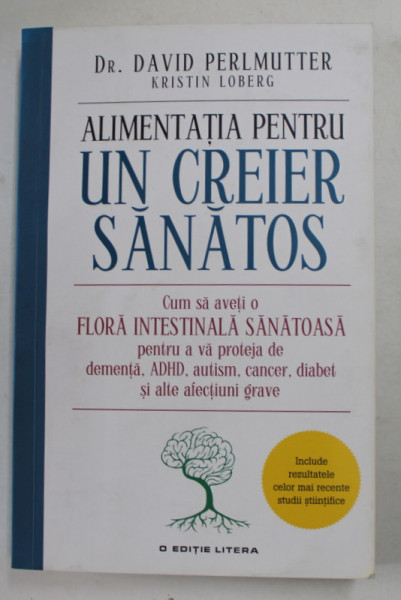 DR. DAVID PERLMUTTER
KRISTIN LOBERG
ALIMENTAȚIA PENTRU
UN CREIER
SĂNĂTOS
Cum să aveți o
FLORĂ INTESTINALĂ SĂNĂTOASĂ
pentru a vă proteja de
demență, ADHD, autism, cancer, diabet
și alte afecțiuni grave
Include
rezultatele
celor mai recente
studii științifice
O EDIȚIE LITERA